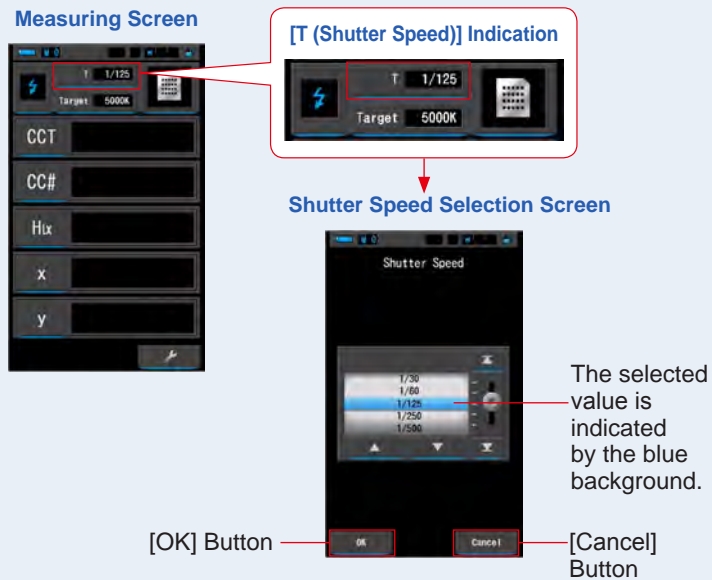 Measuring Screen
T 1/125
Target 5000K
CCT
CC#
Hlx
x
y
[T (Shutter Speed)] Indication
T 1/125
Target 5000K
Shutter Speed Selection Screen
Shutter Speed
1/30
1/60
1/125
1/250
1/500
The selected
value is
indicated
by the blue
background.
[OK] Button
OK
Cancel
[Cancel]
Button